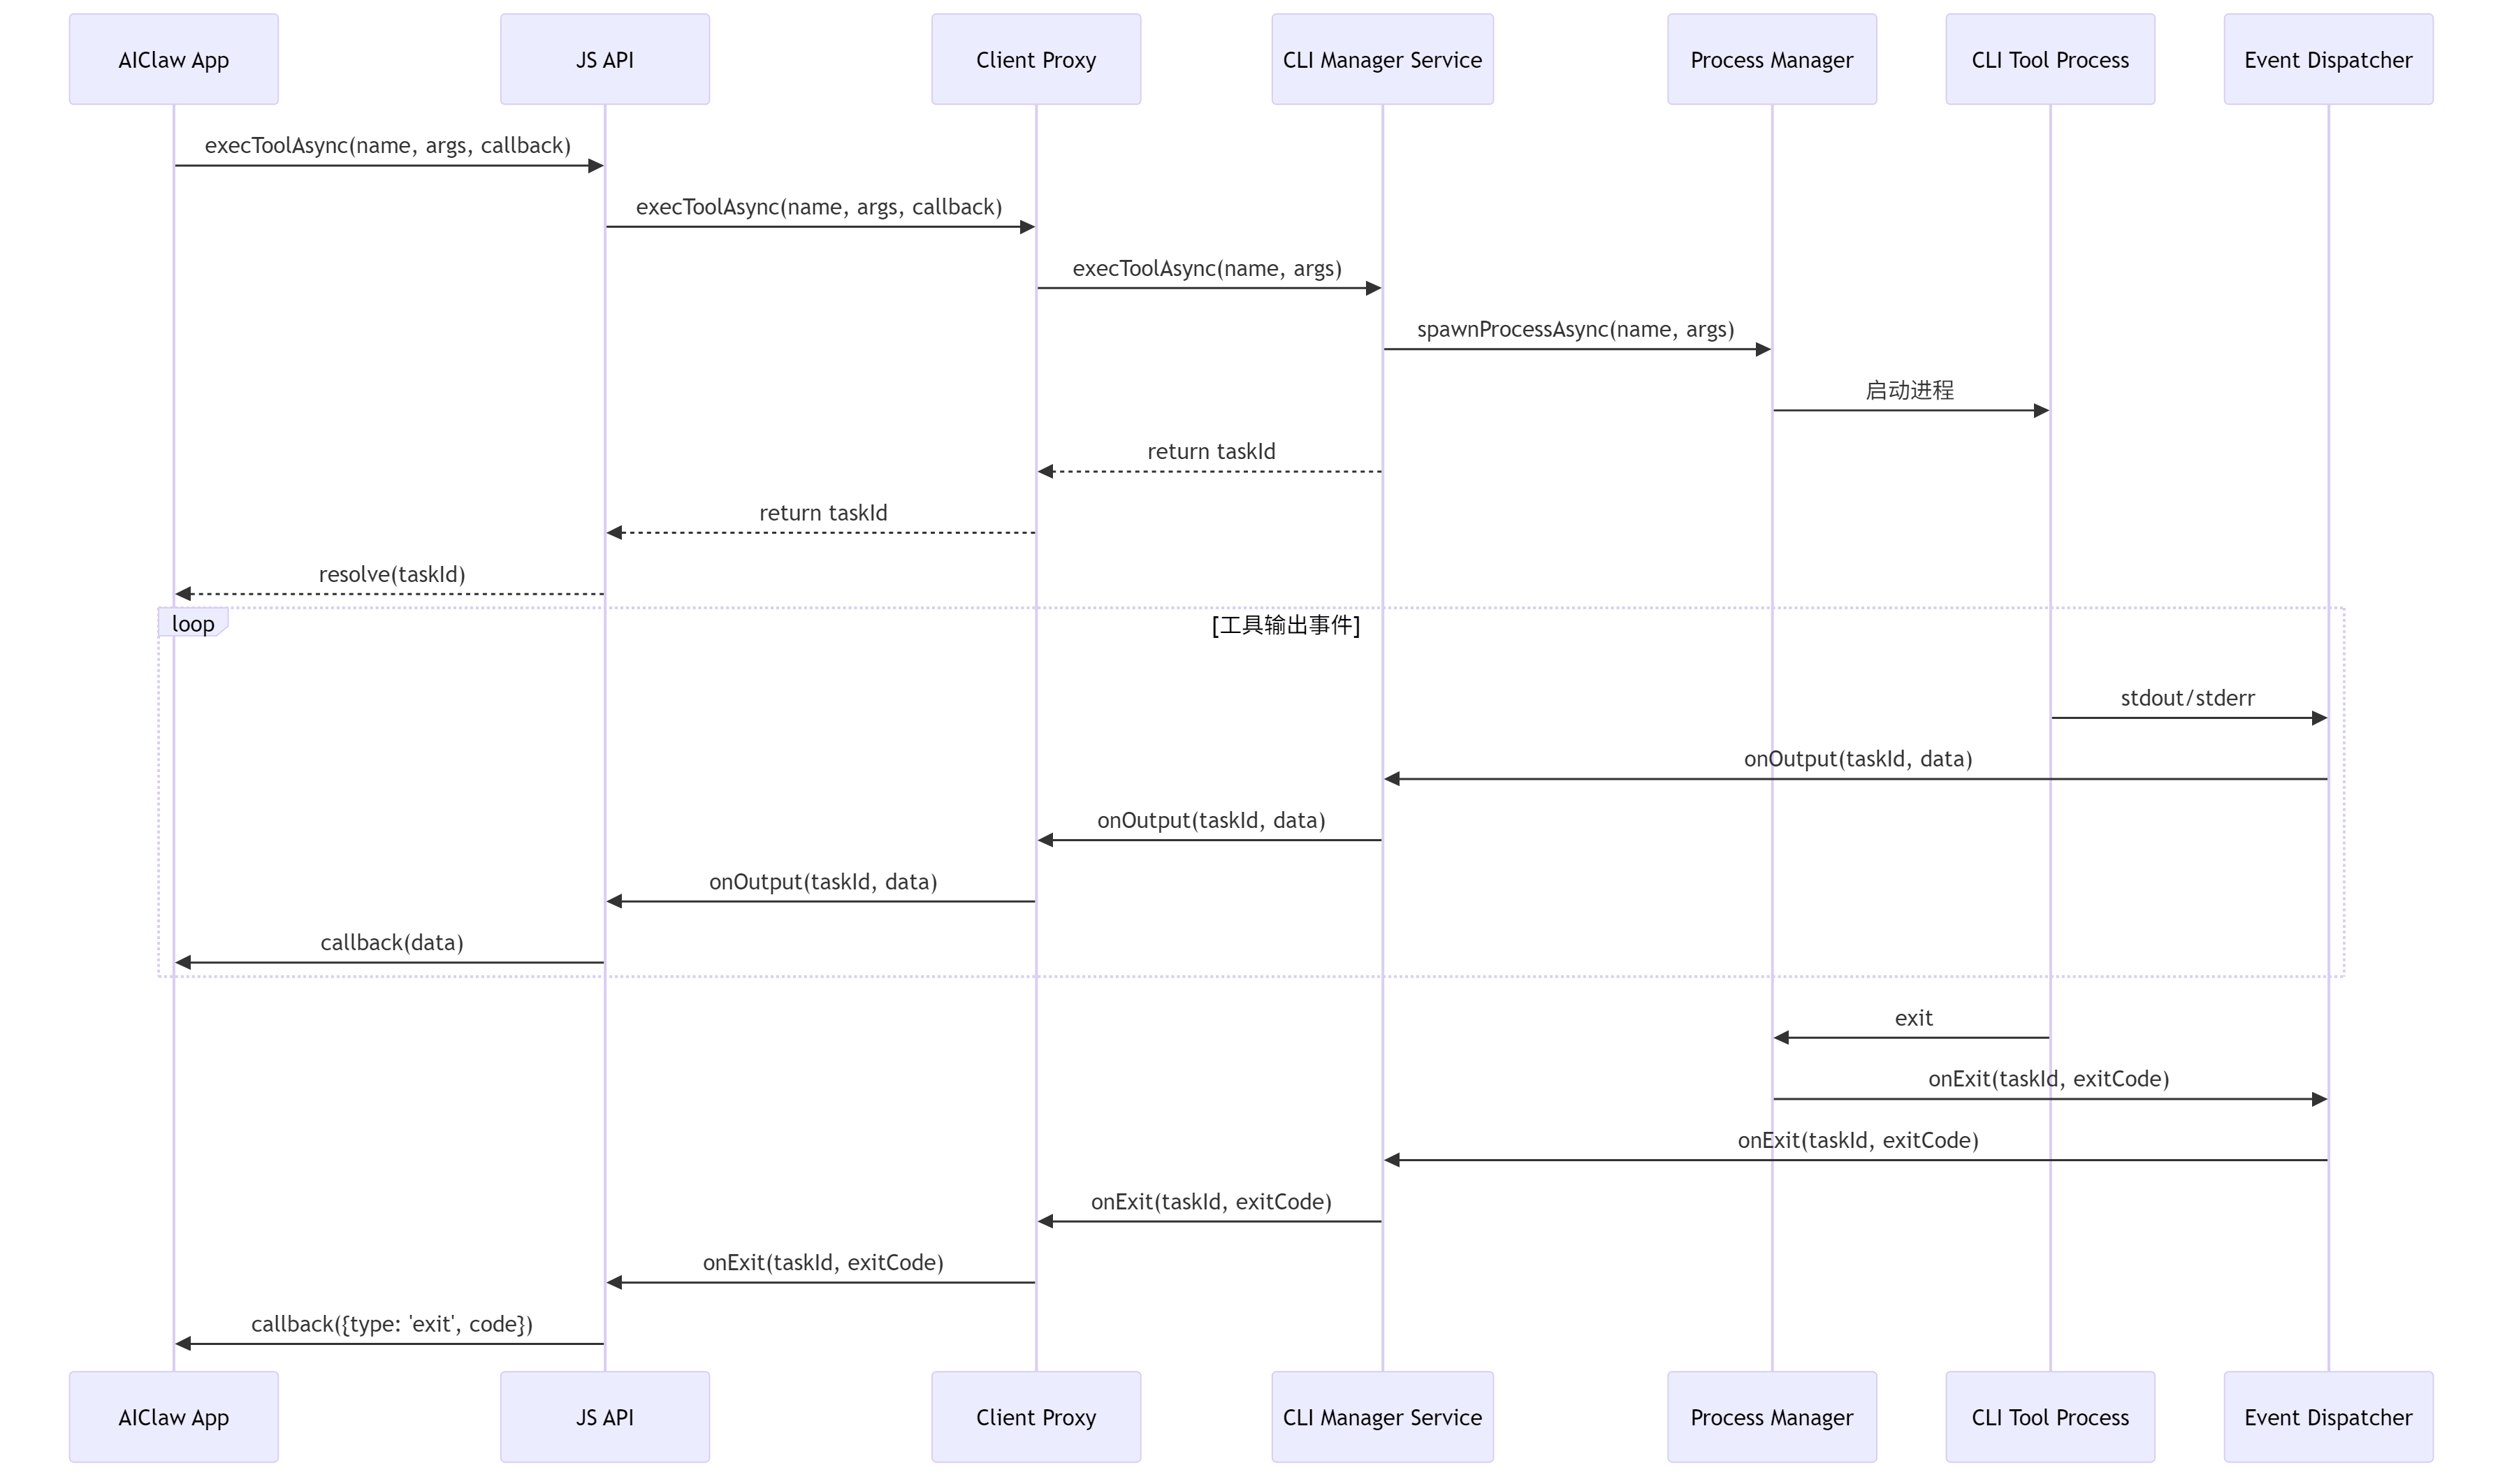 AIClaw App
JS API
Client Proxy
CLI Manager Service
Process Manager
CLI Tool Process
Event Dispatcher
execToolAsync(name, args, callback)
execToolAsync(name, args, callback)
execToolAsync(name, args)
spawnProcessAsync(name, args)
启动进程
return taskId
return taskId
resolve(taskId)
loop
[工具输出事件]
stdout/stderr
onOutput(taskId, data)
onOutput(taskId, data)
onOutput(taskId, data)
callback(data)
exit
onExit(taskId, exitCode)
onExit(taskId, exitCode)
onExit(taskId, exitCode)
onExit(taskId, exitCode)
callback({type: 'exit', code})
AIClaw App
JS API
Client Proxy
CLI Manager Service
Process Manager
CLI Tool Process
Event Dispatcher